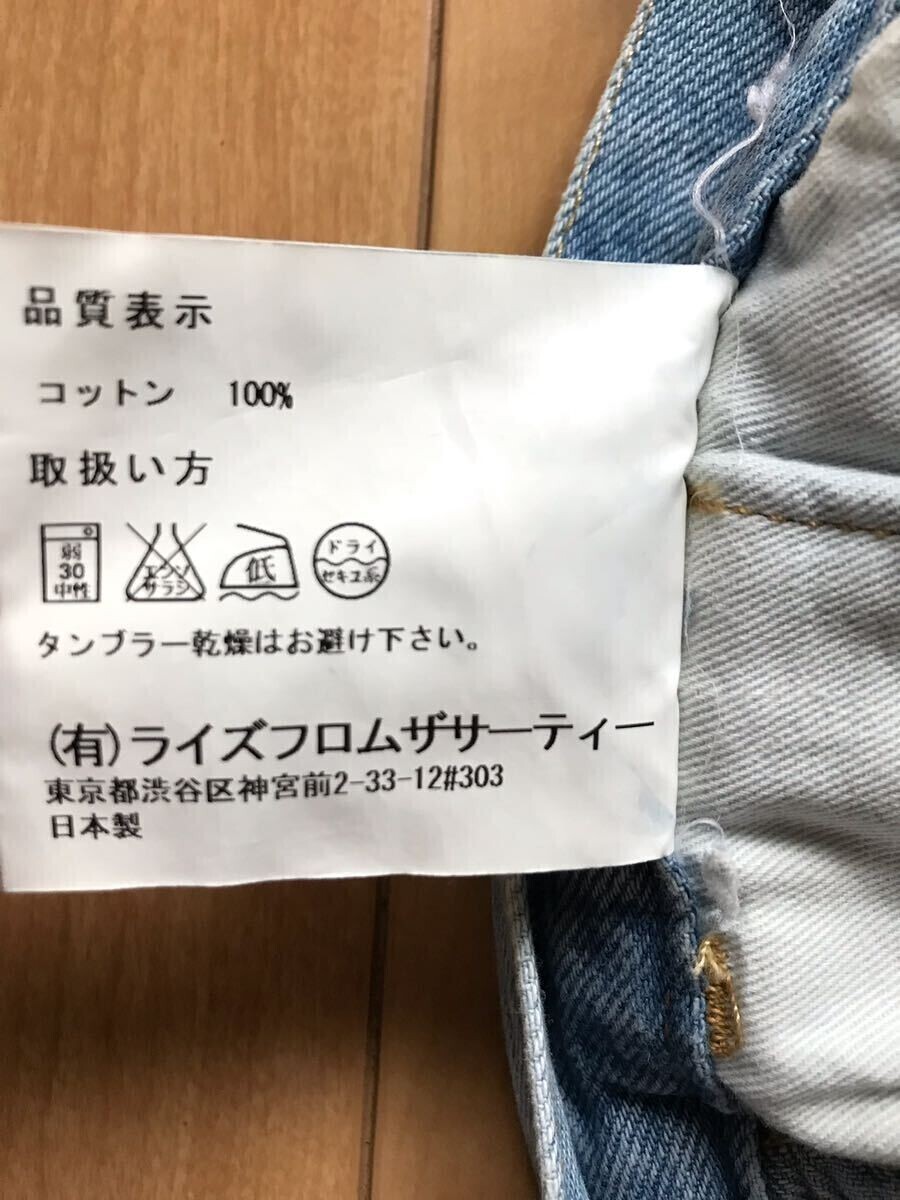 品質表示
コットン 100%
取扱い方
弱
30
中性
エンソ
サラシ
低
ドライ
セキユ系
タンブラー乾燥はお避け下さい。
(有)ライズフロムザサーティー
東京都渋谷区神宮前2-33-12#303
日本製